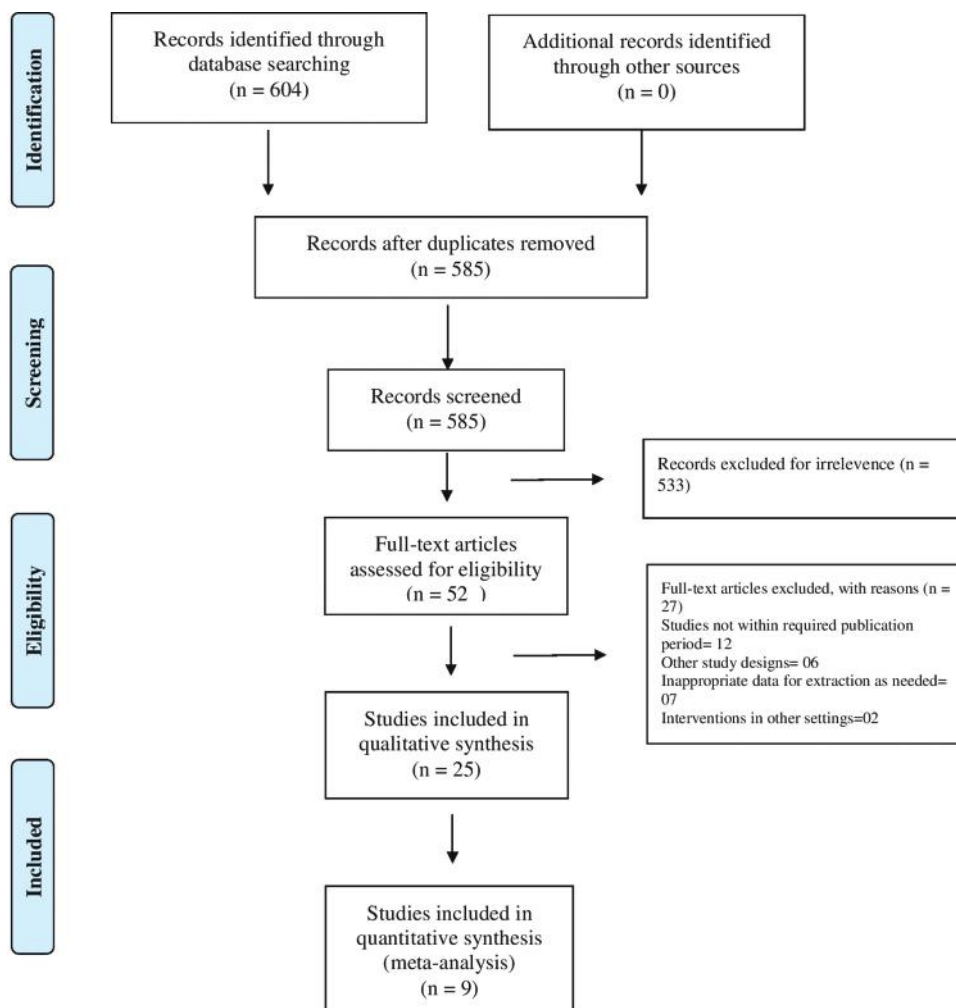 Identification
Records identified through
database searching
(n = 604)
Additional records identified
through other sources
(n = 0)
Records after duplicates removed
(n = 585)
Screening
Records screened
(n = 585)
Records excluded for irrelevence (n =
533)
Eligibility
Full-text articles
assessed for eligibility
(n = 52 )
Full-text articles excluded, with reasons (n =
27)
Studies not within required publication
period= 12
Other study designs= 06
Inappropriate data for extraction as needed=
07
Interventions in other settings=02
Studies included in
qualitative synthesis
(n = 25)
Included
Studies included in
quantitative synthesis
(meta-analysis)
(n = 9)